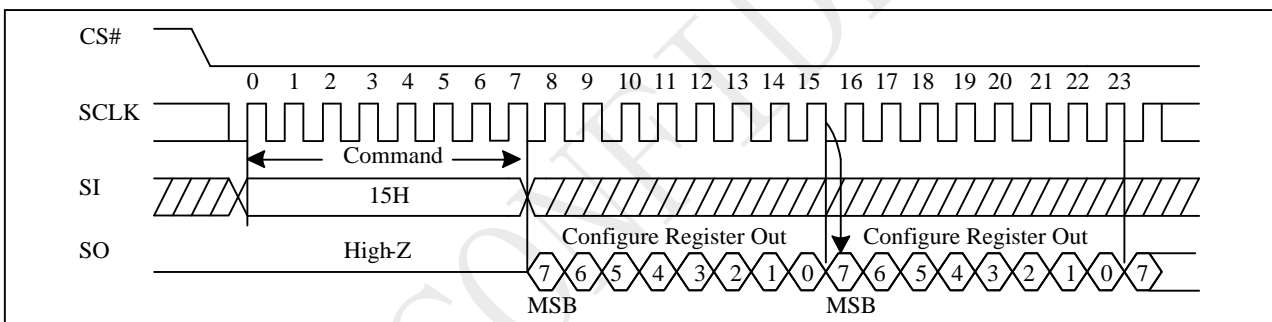 CS#
0 1 2 3 4 5 6 7 8 9 10 11 12 13 14 15 16 17 18 19 20 21 22 23
SCLK
Command
SI
15H
SO
High-Z
Configure Register Out
Configure Register Out
7 6 5 4 3 2 1 0 7 6 5 4 3 2 1 0 7
MSB
MSB